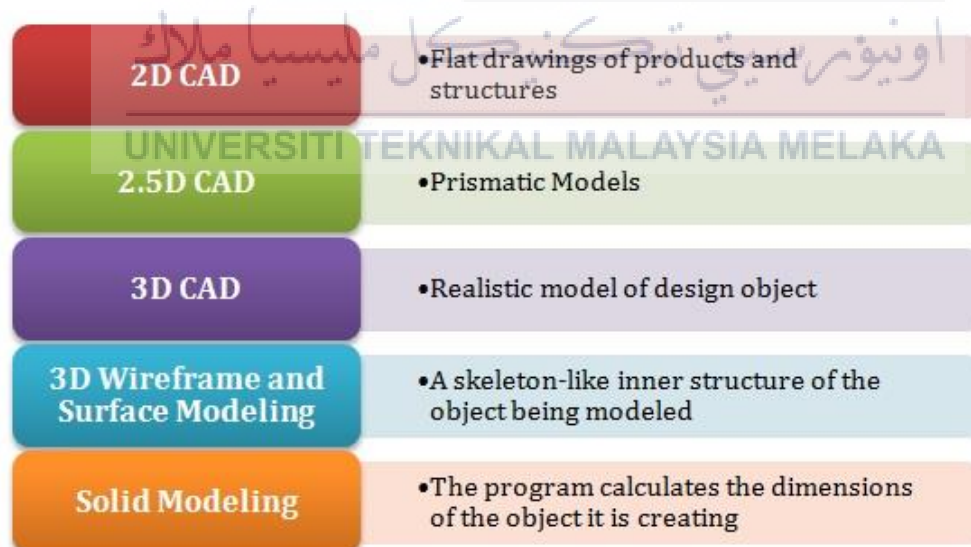 اونيۏرسيتي تيكنيكل مليسيا ملاك
2D CAD
•Flat drawings of products and
structures
UNIVERSITI TEKNIKAL MALAYSIA MELAKA
2.5D CAD
•Prismatic Models
3D CAD
•Realistic model of design object
3D Wireframe and
Surface Modeling
•A skeleton-like inner structure of the
object being modeled
Solid Modeling
•The program calculates the dimensions
of the object it is creating